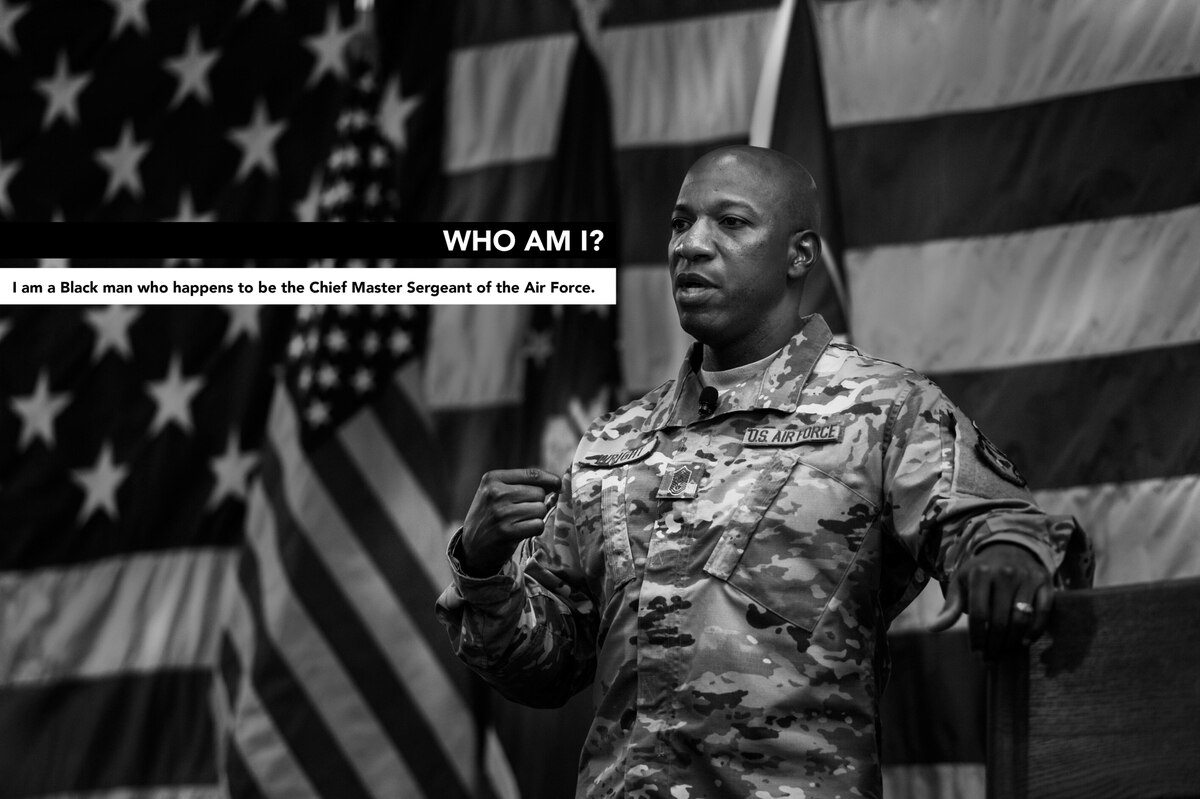 WHO AM I?
I am a Black man who happens to be the Chief Master Sergeant of the Air Force.
WRIGHT
U.S. AIR FORCE